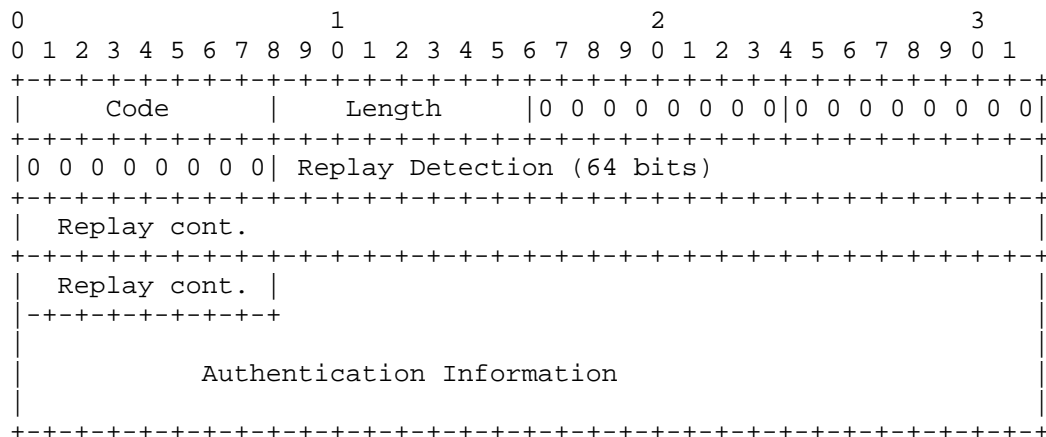 0                   1                   2                   3
0 1 2 3 4 5 6 7 8 9 0 1 2 3 4 5 6 7 8 9 0 1 2 3 4 5 6 7 8 9 0 1
+-+-+-+-+-+-+-+-+-+-+-+-+-+-+-+-+-+-+-+-+-+-+-+-+-+-+-+-+-+-+-+-+
|     Code      |    Length     |0 0 0 0 0 0 0 0|0 0 0 0 0 0 0 0|
+-+-+-+-+-+-+-+-+-+-+-+-+-+-+-+-+-+-+-+-+-+-+-+-+-+-+-+-+-+-+-+-+
|0 0 0 0 0 0 0 0| Replay Detection (64 bits)                    |
+-+-+-+-+-+-+-+-+-+-+-+-+-+-+-+-+-+-+-+-+-+-+-+-+-+-+-+-+-+-+-+-+
|  Replay cont.                                                 |
+-+-+-+-+-+-+-+-+-+-+-+-+-+-+-+-+-+-+-+-+-+-+-+-+-+-+-+-+-+-+-+-+
|  Replay cont. |                                               |
|-+-+-+-+-+-+-+-+                                               |
|                                                               |
|           Authentication Information                          |
|                                                               |
+-+-+-+-+-+-+-+-+-+-+-+-+-+-+-+-+-+-+-+-+-+-+-+-+-+-+-+-+-+-+-+-+